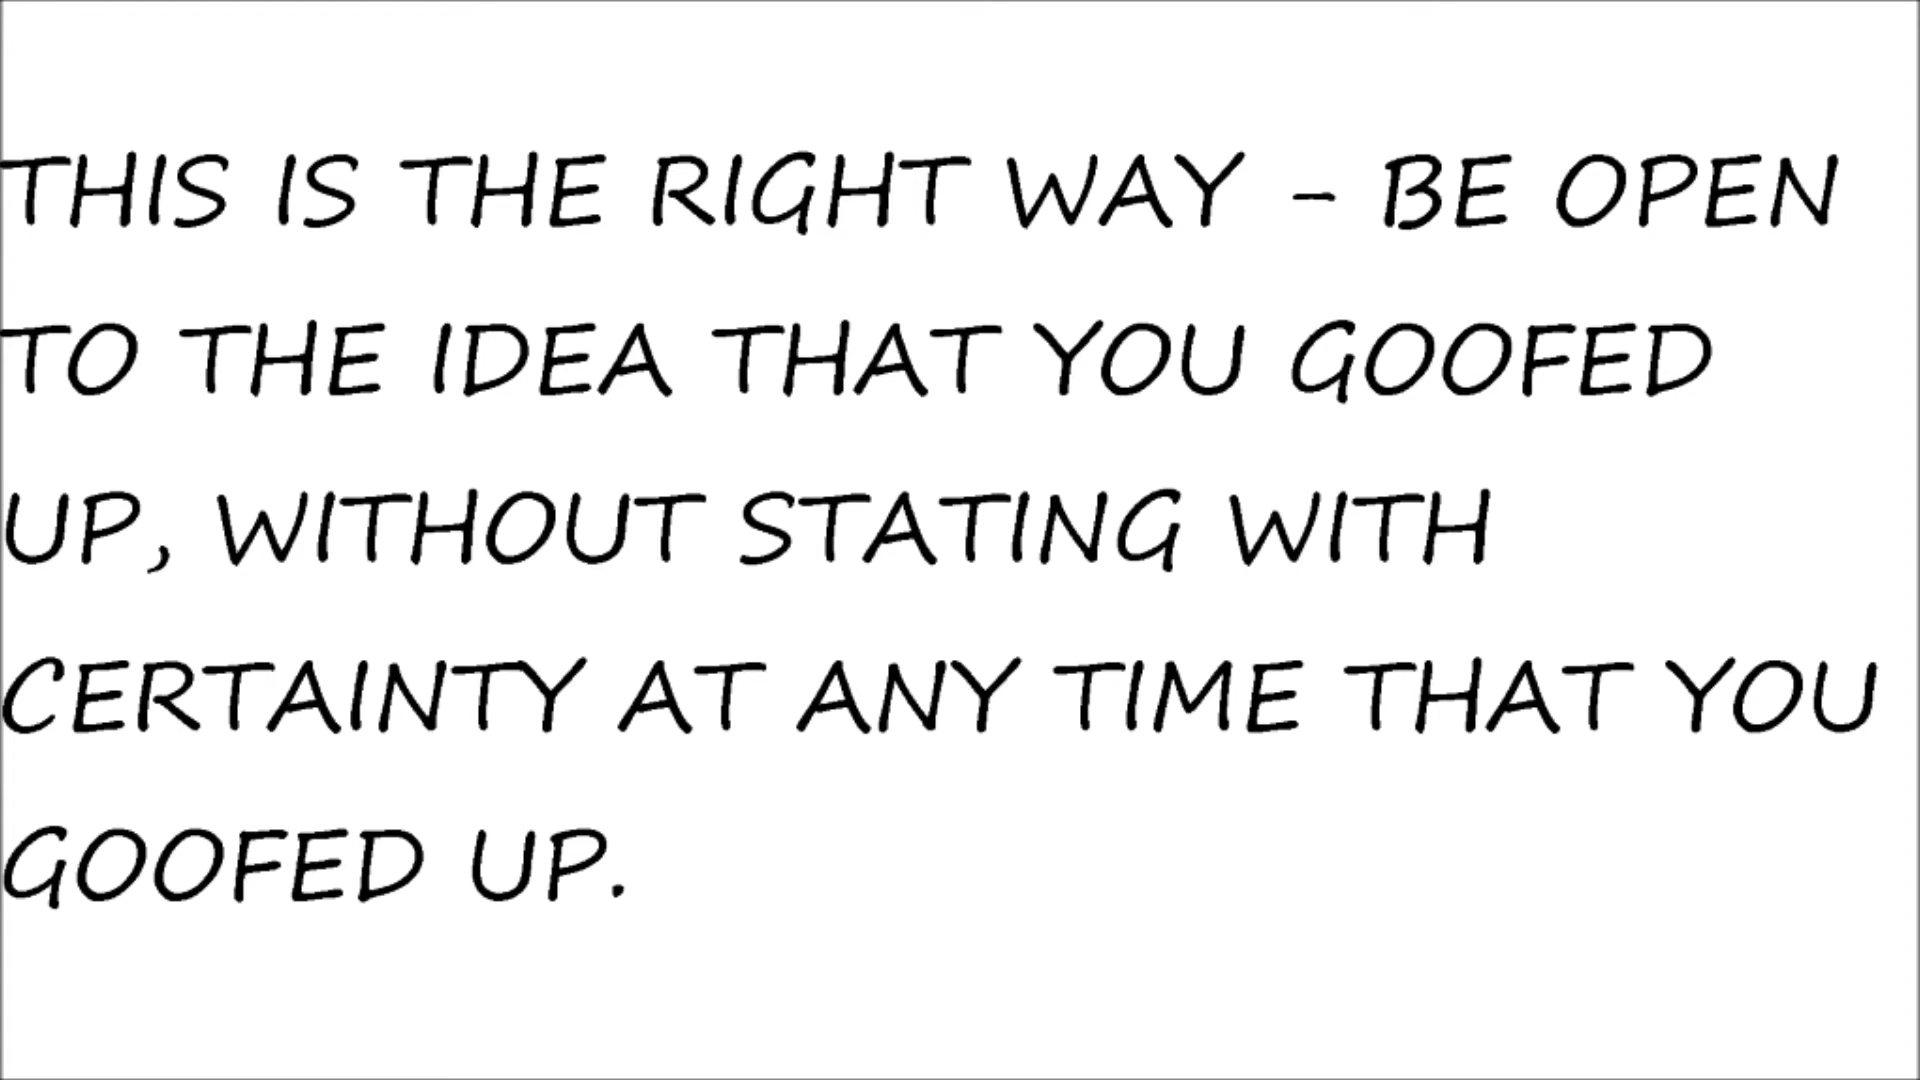 THIS IS THE RIGHT WAY - BE OPEN
TO THE IDEA THAT YOU GOOFED
UP, WITHOUT STATING WITH
CERTAINTY AT ANY TIME THAT YOU
GOOFED UP.